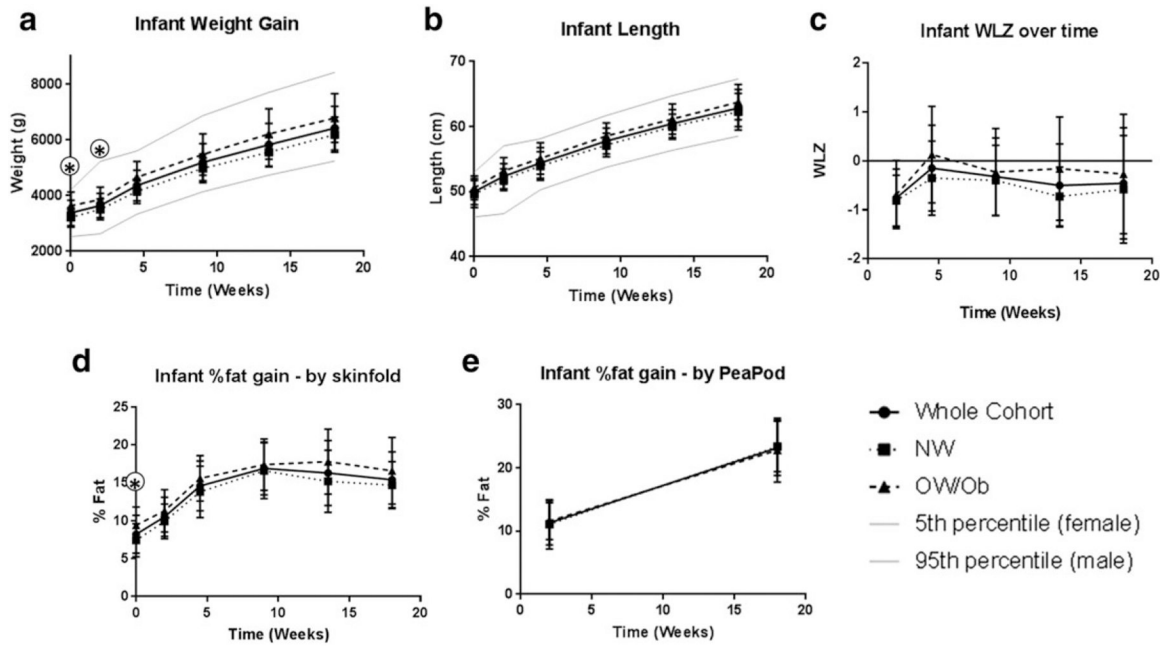 a
Infant Weight Gain
Weight (g)
8000
6000
4000
2000
*
*
0
5
10
15
20
Time (Weeks)
b
Infant Length
Length (cm)
70
60
50
40
0
5
10
15
20
Time (Weeks)
c
Infant WLZ over time
WLZ
2
1
0
-1
-2
0
5
10
15
20
Time (Weeks)
d
Infant %fat gain - by skinfold
% Fat
25
20
15
10
5
0
*
0
5
10
15
20
Time (Weeks)
e
Infant %fat gain - by PeaPod
% Fat
30
20
10
0
0
5
10
15
20
Time (Weeks)
Whole Cohort
NW
OW/Ob
5th percentile (female)
95th percentile (male)